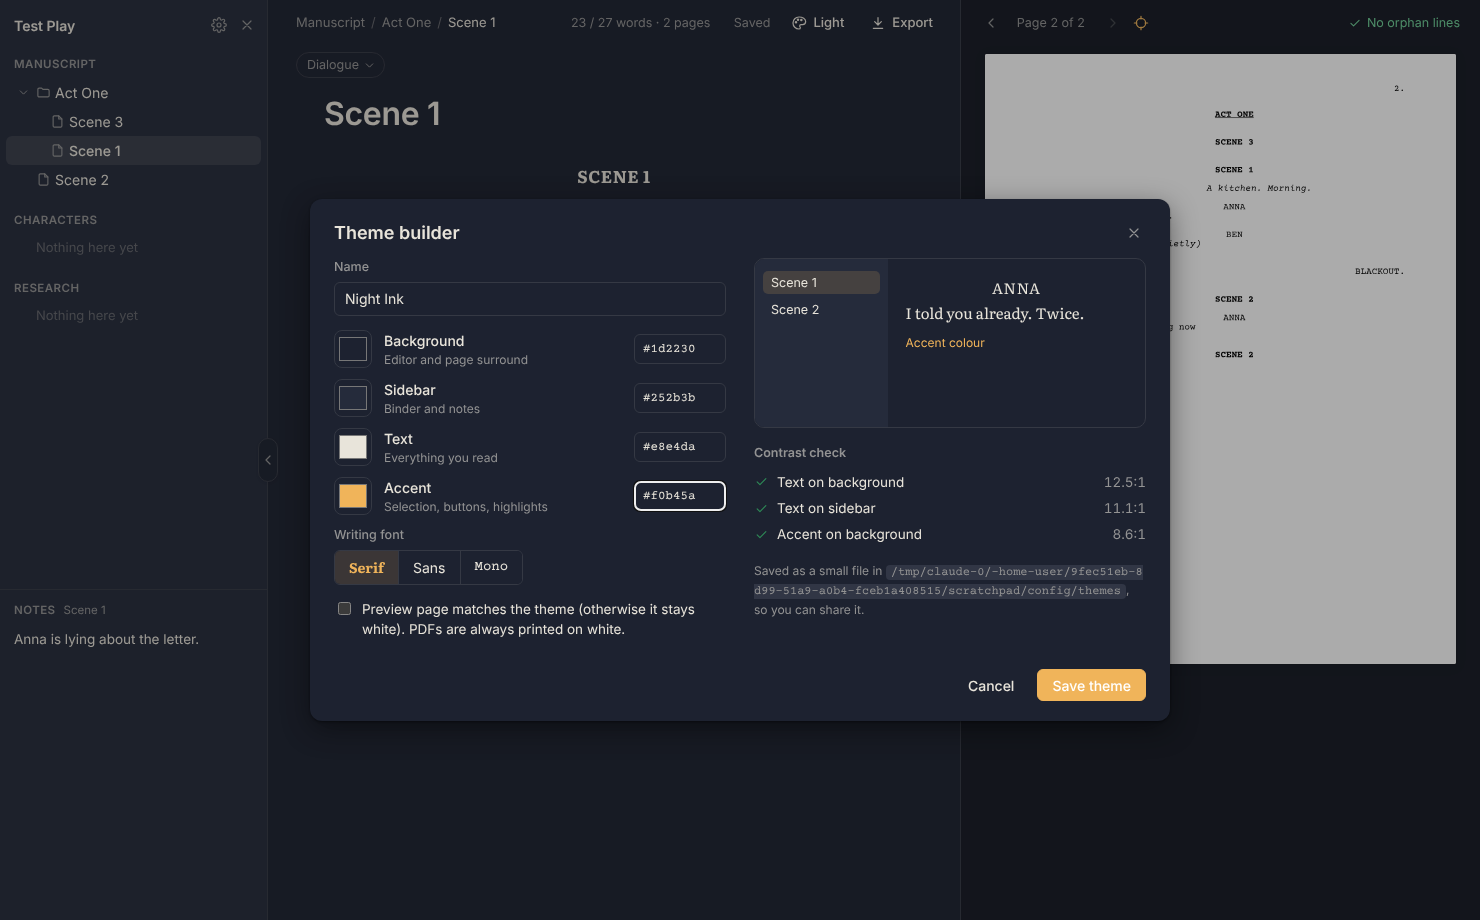 Test Play
MANUSCRIPT
Act One
Scene 3
Scene 1
Scene 2
CHARACTERS
Nothing here yet
RESEARCH
Nothing here yet
NOTES Scene 1
Anna is lying about the letter.
Manuscript / Act One / Scene 1
23 / 27 words · 2 pages
Saved
Light
Export
Dialogue
Scene 1
SCENE 1
Page 2 of 2
No orphan lines
2.
ACT ONE
SCENE 3
SCENE 1
A kitchen. Morning.
ANNA
BEN
ietly)
BLACKOUT.
SCENE 2
ANNA
g now
SCENE 2
Theme builder
Name
Night Ink
Background
Editor and page surround
#1d2230
Sidebar
Binder and notes
#252b3b
Text
Everything you read
#e8e4da
Accent
Selection, buttons, highlights
#f0b45a
Writing font
Serif
Sans
Mono
Preview page matches the theme (otherwise it stays
white). PDFs are always printed on white.
Scene 1
Scene 2
ANNA
I told you already. Twice.
Accent colour
Contrast check
Text on background 12.5:1
Text on sidebar 11.1:1
Accent on background 8.6:1
Saved as a small file in /tmp/claude-0/-home-user/9fec51eb-8
d99-51a9-a0b4-fceb1a408515/scratchpad/config/themes,
so you can share it.
Cancel
Save theme